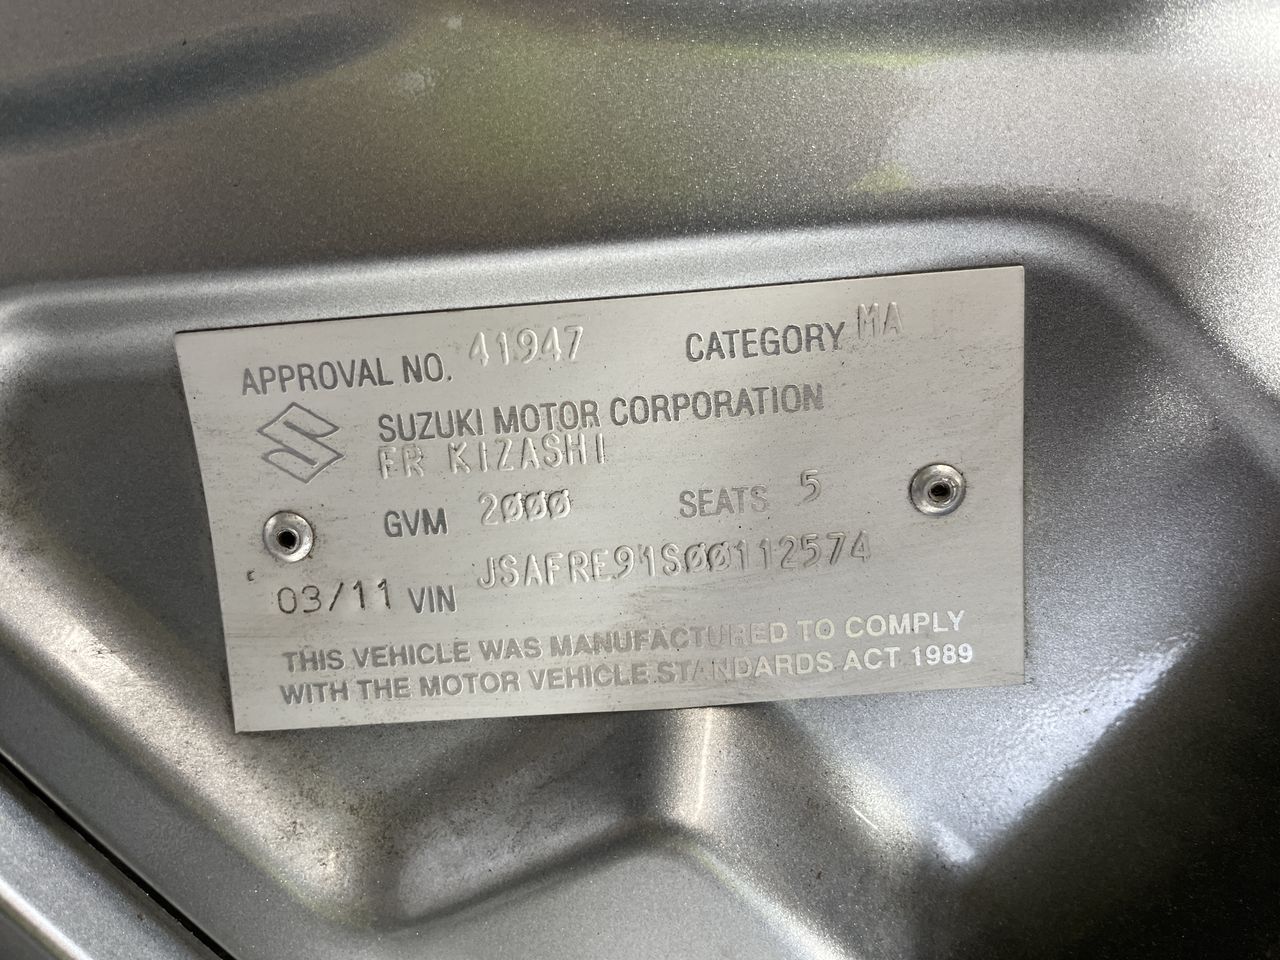 APPROVAL NO. 41947 CATEGORY MA
SUZUKI MOTOR CORPORATION
FR KIZASHI
GVM 2000 SEATS 5
03/11 VIN JSAFRE91S00112574
THIS VEHICLE WAS MANUFACTURED TO COMPLY
WITH THE MOTOR VEHICLE STANDARDS ACT 1989